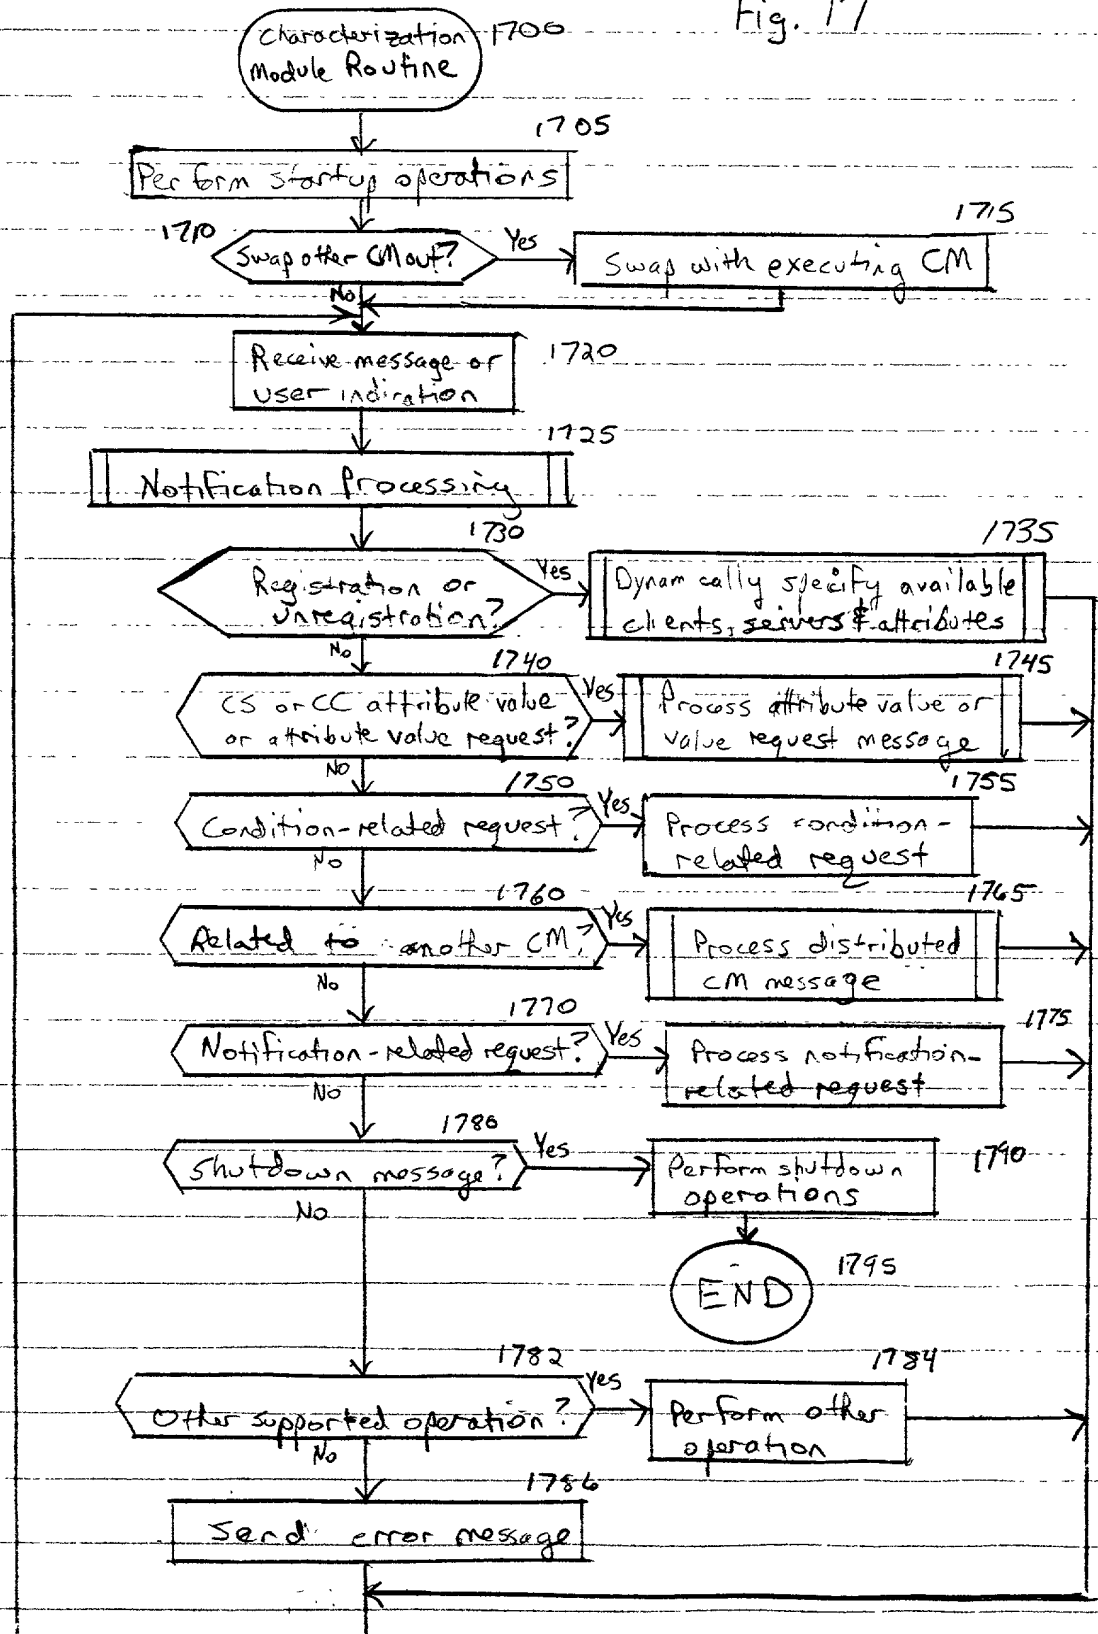 Fig. 17
Characterization
Module Routine
1700
1705
Perform startup operations
1710
Swap other CM out?
Yes
1715
Swap with executing CM
No
Receive message or
user indication
1720
1725
Notification Processing
1730
Registration or
unregistration?
Yes
1735
Dynamically specify available
clients, servers & attributes
No
1740
CS or CC attribute value
or attribute value request?
Yes
1745
Process attribute value or
value request message
No
1750
Condition-related request?
Yes
1755
Process condition-
related request
No
1760
Related to another CM?
Yes
1765
Process distributed
CM message
No
1770
Notification-related request?
Yes
1775
Process notification-
related request
No
1780
Shutdown message?
Yes
1790
Perform shutdown
operations
No
END
1795
1782
Other supported operation?
Yes
1784
Perform other
operation
No
1786
Send error message